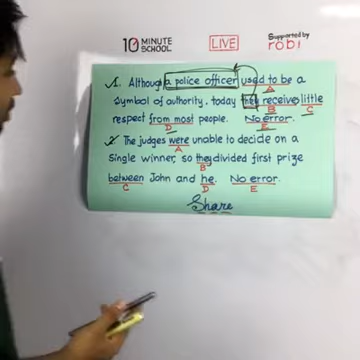 10 MINUTE SCHOOL
LIVE
Supported by
robi
1. Although a police officer used to be a
A
symbol of authority, today they receive little
B C
respect from most people. No error.
D E
2. The judges were unable to decide on a
A
Single winner, so they divided first prize
B
between John and he. No error.
C D E
Share